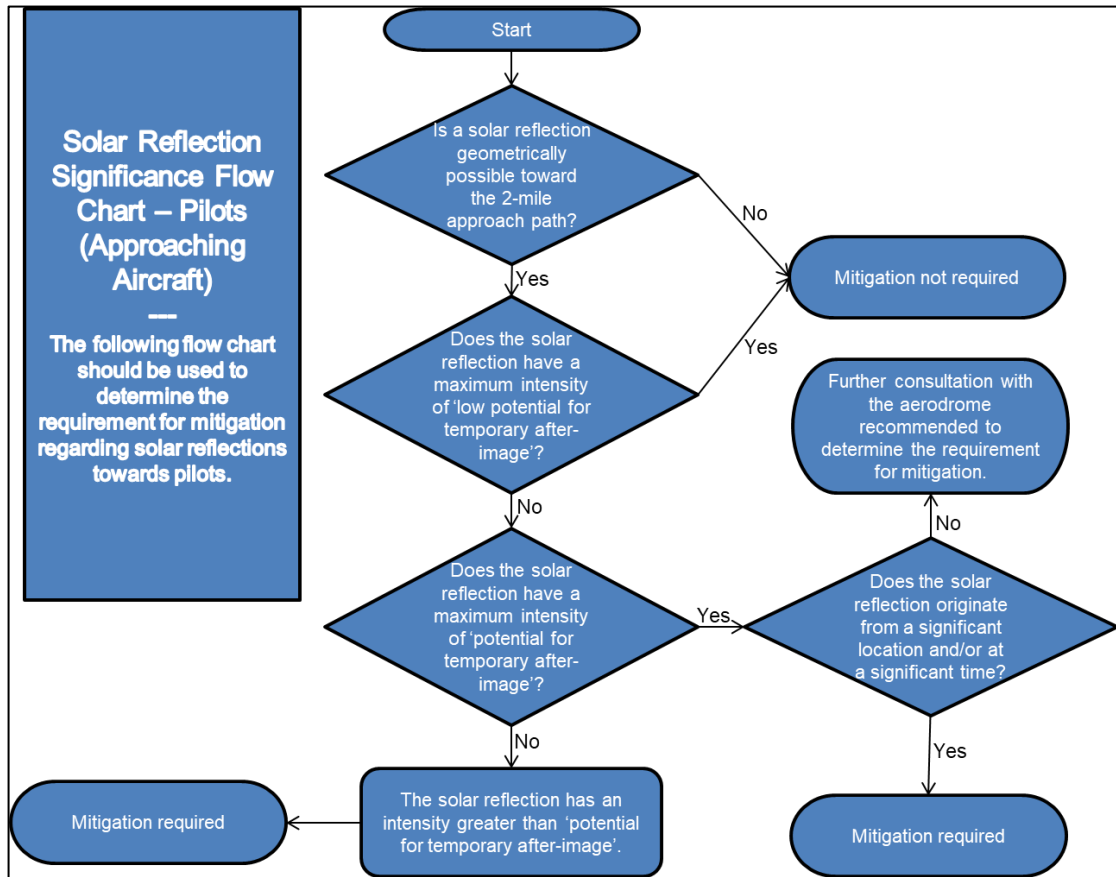 Solar Reflection
Significance Flow
Chart – Pilots
(Approaching
Aircraft)
---
The following flow chart
should be used to
determine the
requirement for mitigation
regarding solar reflections
towards pilots.
Start
Is a solar reflection
geometrically
possible toward
the 2-mile
approach path?
No
Yes
Mitigation not required
Does the solar
reflection have a
maximum intensity
of ‘low potential for
temporary after-
image’?
Yes
No
Further consultation with
the aerodrome
recommended to
determine the requirement
for mitigation.
No
Does the solar
reflection have a
maximum intensity
of ‘potential for
temporary after-
image’?
Yes
Does the solar
reflection originate
from a significant
location and/or at
a significant time?
No
Yes
The solar reflection has an
intensity greater than ‘potential
for temporary after-image’.
Mitigation required
Mitigation required